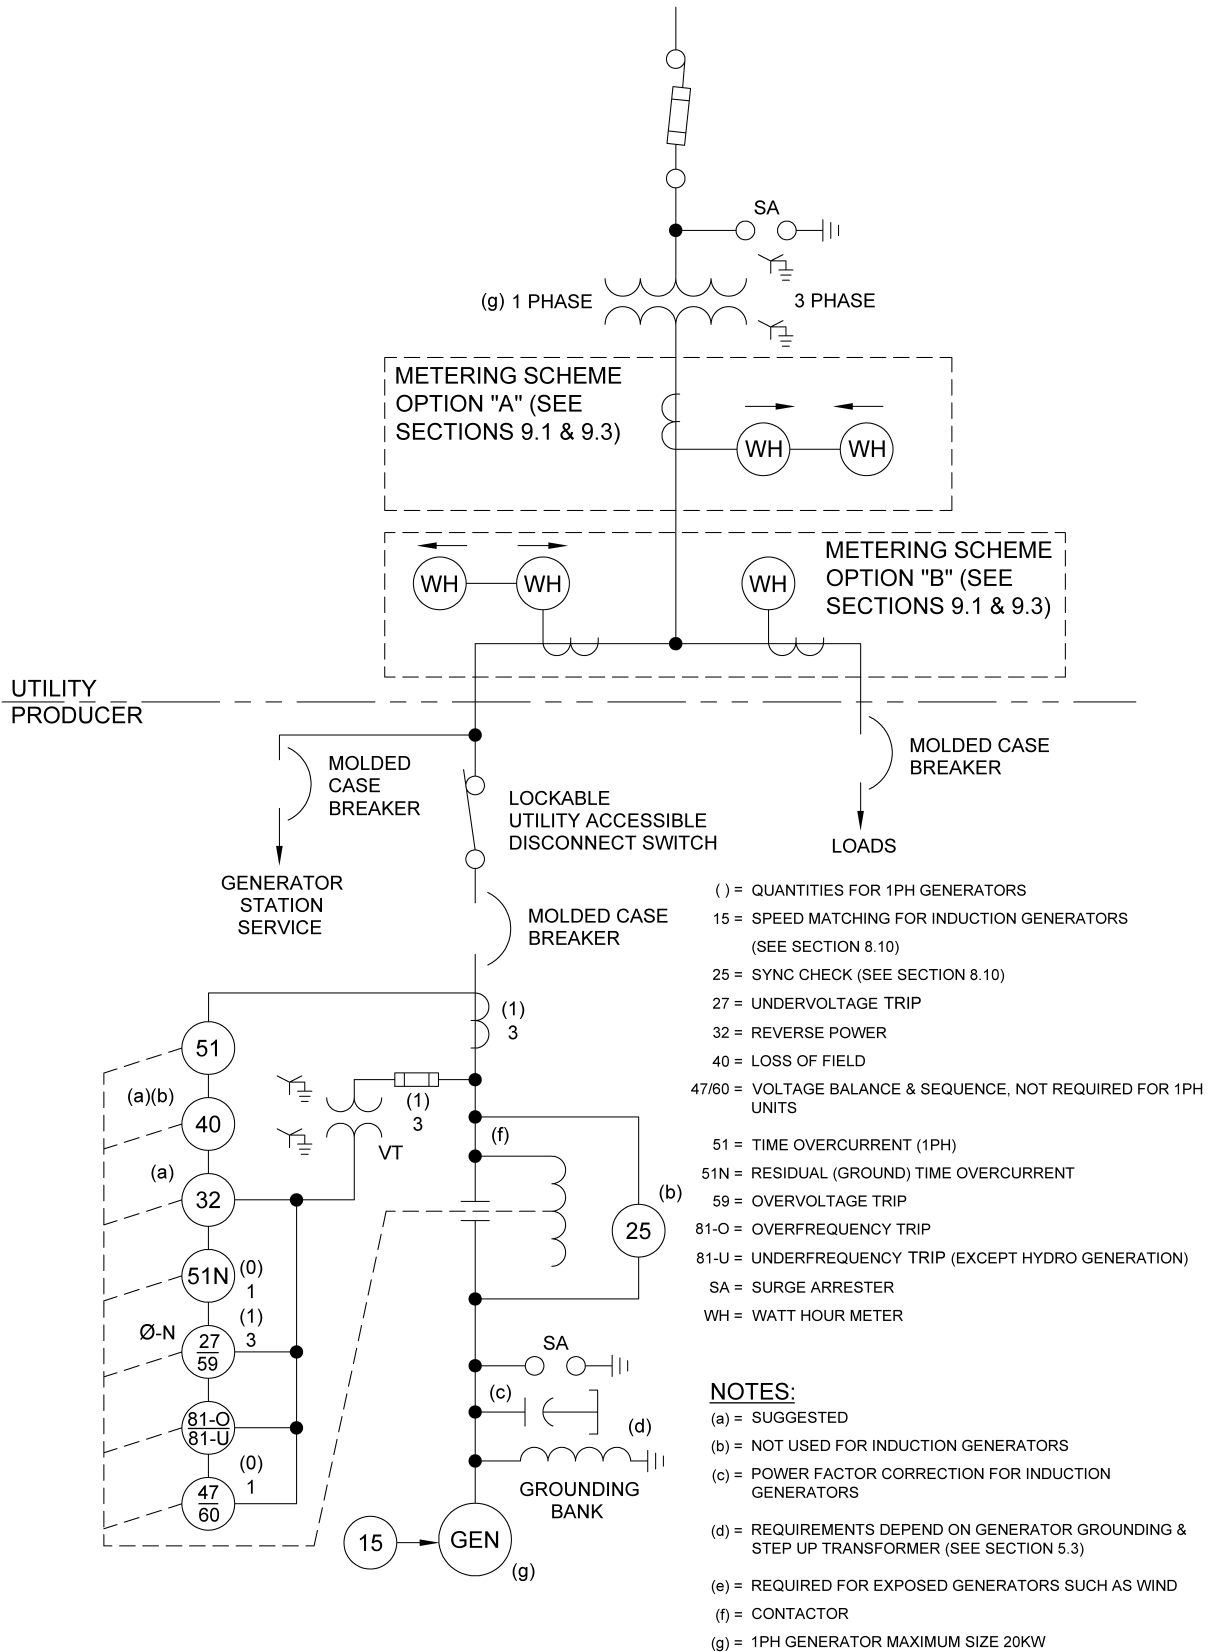 SA
(g) 1 PHASE
3 PHASE
METERING SCHEME
OPTION "A" (SEE
SECTIONS 9.1 & 9.3)
WH
WH
METERING SCHEME
OPTION "B" (SEE
SECTIONS 9.1 & 9.3)
WH
WH
WH
UTILITY
PRODUCER
MOLDED
CASE
BREAKER
GENERATOR
STATION
SERVICE
LOCKABLE
UTILITY ACCESSIBLE
DISCONNECT SWITCH
MOLDED CASE
BREAKER
LOADS
MOLDED CASE
BREAKER
(1)
3
51
(a)(b)
40
(a)
32
51N
(0)
1
Ø-N
27
59
(1)
3
81-O
81-U
47
60
(0)
1
(1)
3
VT
(f)
(b)
25
SA
(c)
(d)
GROUNDING
BANK
15
GEN
(g)
( ) = QUANTITIES FOR 1PH GENERATORS
15 = SPEED MATCHING FOR INDUCTION GENERATORS
(SEE SECTION 8.10)
25 = SYNC CHECK (SEE SECTION 8.10)
27 = UNDERVOLTAGE TRIP
32 = REVERSE POWER
40 = LOSS OF FIELD
47/60 = VOLTAGE BALANCE & SEQUENCE, NOT REQUIRED FOR 1PH
UNITS
51 = TIME OVERCURRENT (1PH)
51N = RESIDUAL (GROUND) TIME OVERCURRENT
59 = OVERVOLTAGE TRIP
81-O = OVERFREQUENCY TRIP
81-U = UNDERFREQUENCY TRIP (EXCEPT HYDRO GENERATION)
SA = SURGE ARRESTER
WH = WATT HOUR METER
NOTES:
(a) = SUGGESTED
(b) = NOT USED FOR INDUCTION GENERATORS
(c) = POWER FACTOR CORRECTION FOR INDUCTION
GENERATORS
(d) = REQUIREMENTS DEPEND ON GENERATOR GROUNDING &
STEP UP TRANSFORMER (SEE SECTION 5.3)
(e) = REQUIRED FOR EXPOSED GENERATORS SUCH AS WIND
(f) = CONTACTOR
(g) = 1PH GENERATOR MAXIMUM SIZE 20KW